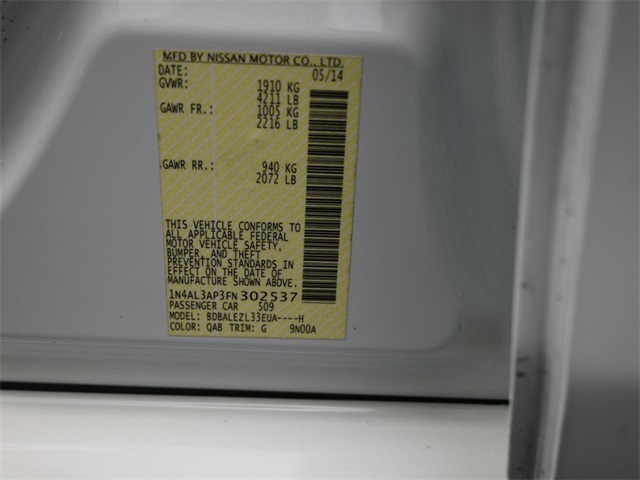 MFD BY NISSAN MOTOR CO., LTD.
DATE: 05/14
GVWR: 1910 KG
4211 LB
GAWR FR.: 1005 KG
2216 LB
GAWR RR.: 940 KG
2072 LB
THIS VEHICLE CONFORMS TO
ALL APPLICABLE FEDERAL
MOTOR VEHICLE SAFETY,
BUMPER, AND THEFT
PREVENTION STANDARDS IN
EFFECT ON THE DATE OF
MANUFACTURE SHOWN ABOVE.
1N4AL3AP3FN302537
PASSENGER CAR 509
MODEL: BDBALEZL33EUA----H
COLOR: QAB TRIM: G 9N00A